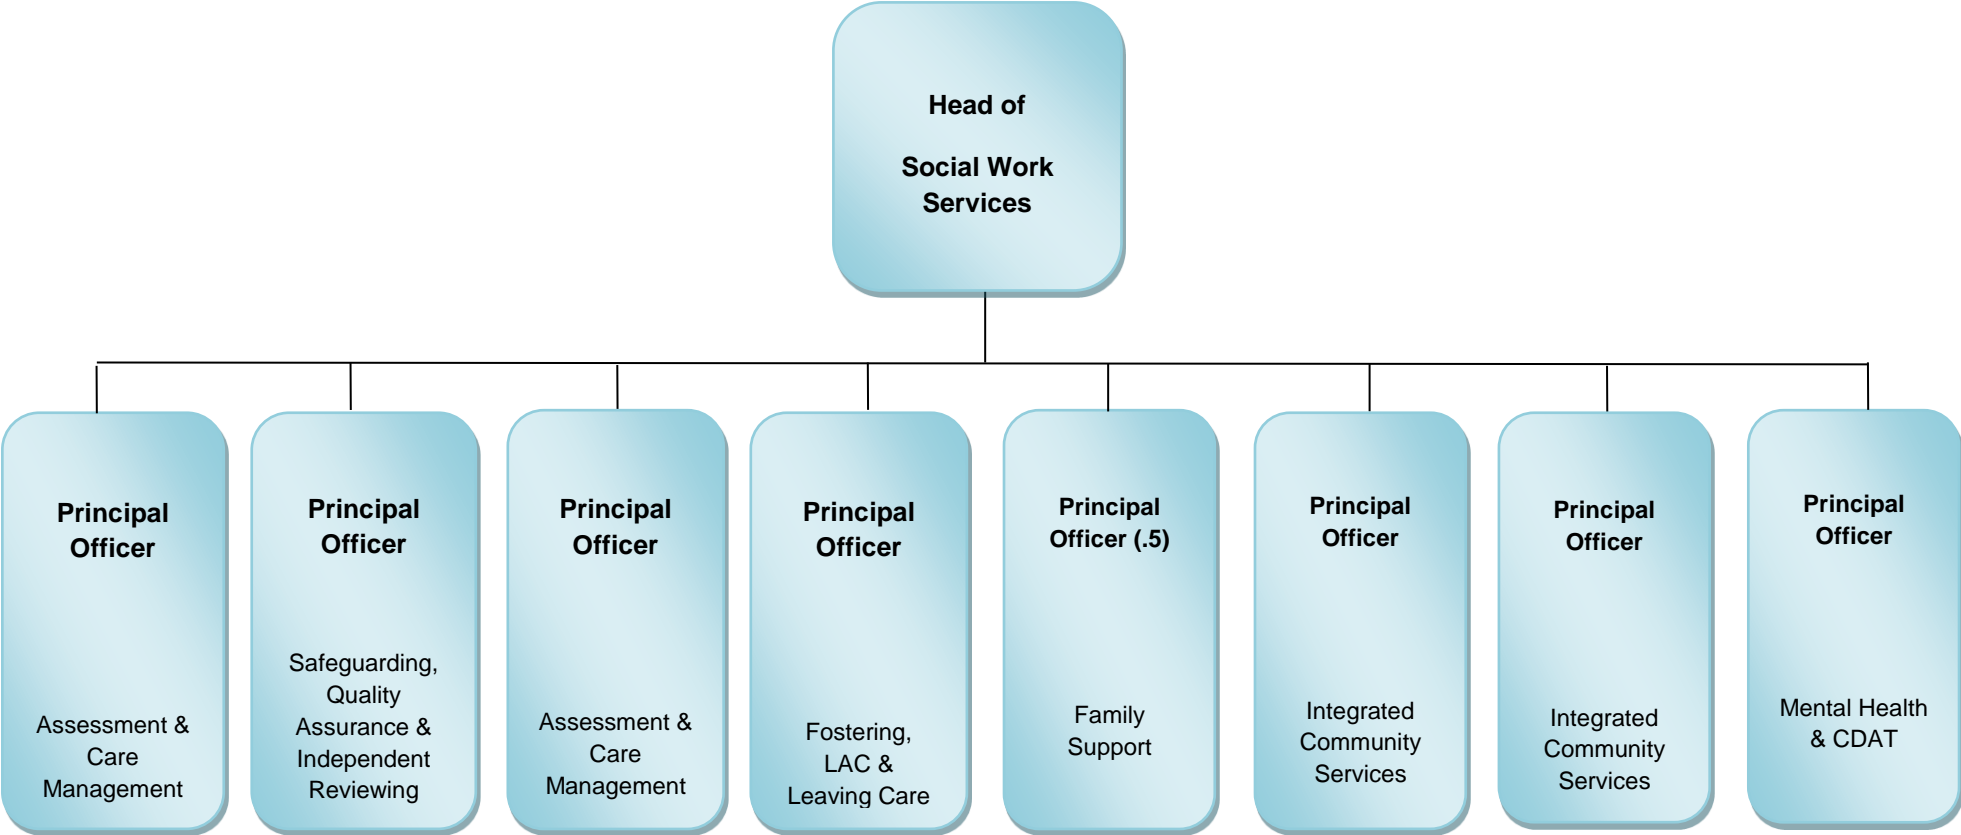 Head of
Social Work
Services
Principal
Officer
Assessment &
Care
Management
Principal
Officer
Safeguarding,
Quality
Assurance &
Independent
Reviewing
Principal
Officer
Assessment &
Care
Management
Principal
Officer
Fostering,
LAC &
Leaving Care
Principal
Officer (.5)
Family
Support
Principal
Officer
Integrated
Community
Services
Principal
Officer
Integrated
Community
Services
Principal
Officer
Mental Health
& CDAT